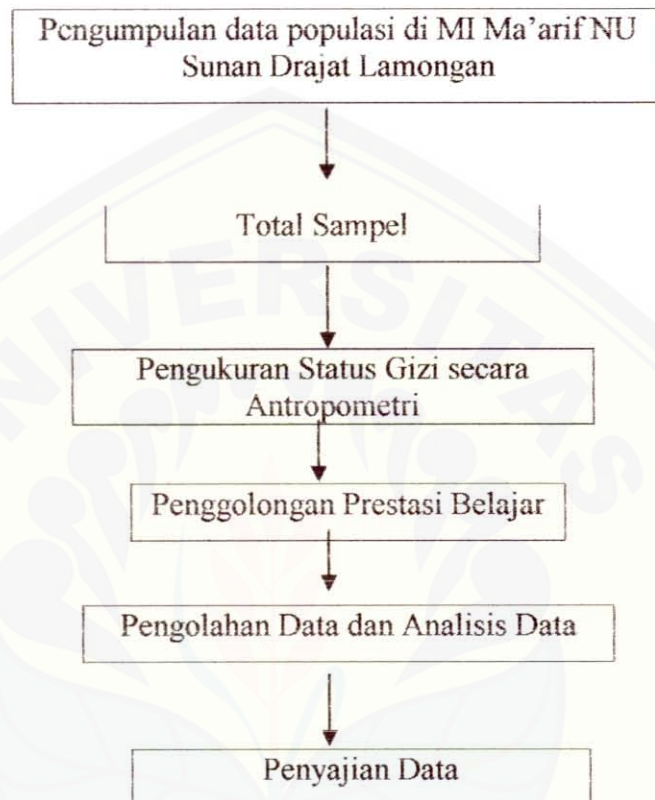 Pengumpulan data populasi di MI Ma’arif NU
Sunan Drajat Lamongan
Total Sampel
Pengukuran Status Gizi secara
Antropometri
Penggolongan Prestasi Belajar
Pengolahan Data dan Analisis Data
Penyajian Data
UNIVERSITAS